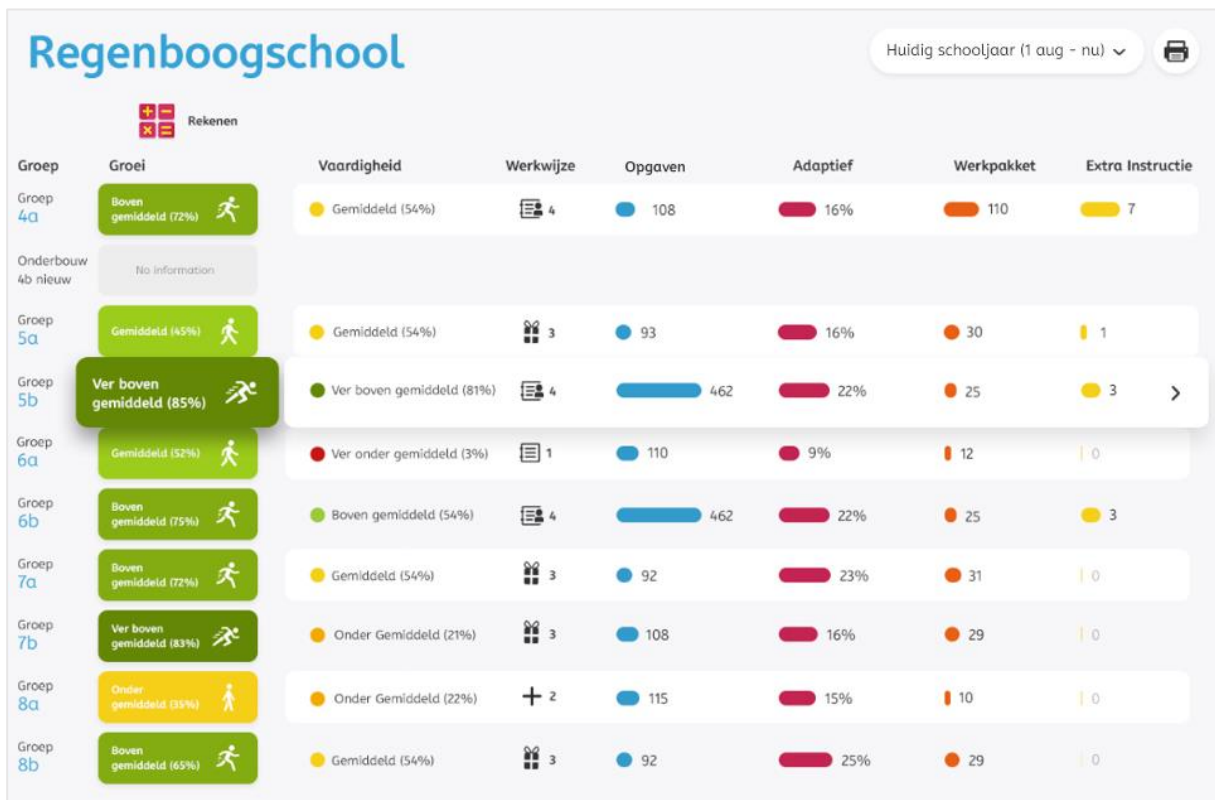 Regenboogschool
Huidig schooljaar (1 aug - nu)
Rekenen
Groep Groei Vaardigheid Werkwijze Opgaven Adaptief Werkpakket Extra Instructie
Groep
4a
Boven
gemiddeld (72%)
Gemiddeld (54%) 4 108 16% 110 7
Onderbouw
4b nieuw
No information
Groep
5a
Gemiddeld (45%)
Gemiddeld (54%) 3 93 16% 30 1
Groep
5b
Ver boven
gemiddeld (85%)
Ver boven gemiddeld (81%) 4 462 22% 25 3
Groep
6a
Gemiddeld (52%)
Ver onder gemiddeld (3%) 1 110 9% 12 0
Groep
6b
Boven
gemiddeld (75%)
Boven gemiddeld (54%) 4 462 22% 25 3
Groep
7a
Boven
gemiddeld (72%)
Gemiddeld (54%) 3 92 23% 31 0
Groep
7b
Ver boven
gemiddeld (83%)
Onder Gemiddeld (21%) 3 108 16% 29 0
Groep
8a
Onder
gemiddeld (35%)
Onder Gemiddeld (22%) 2 115 15% 10 0
Groep
8b
Boven
gemiddeld (65%)
Gemiddeld (54%) 3 92 25% 29 0